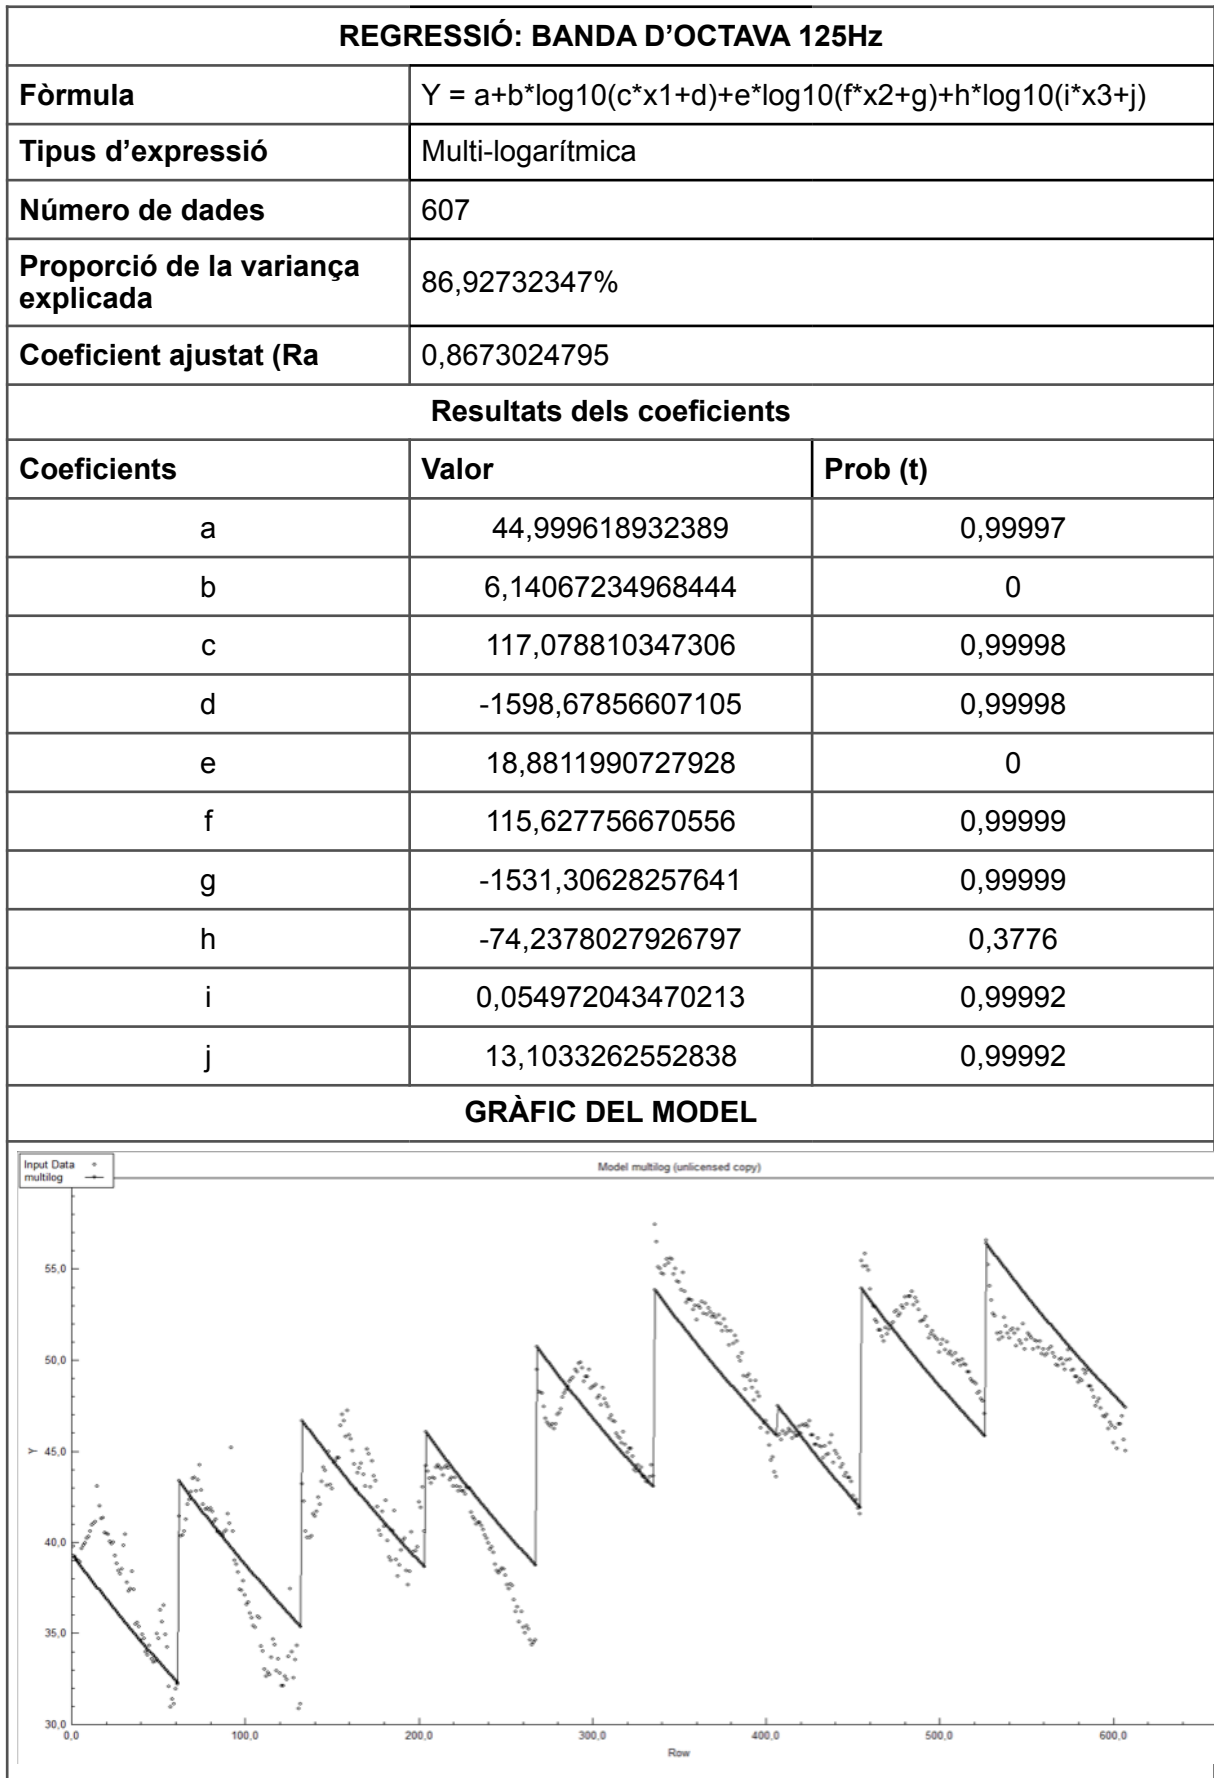 REGRESSIÓ: BANDA D'OCTAVA 125Hz
Fòrmula Y = a+b*log10(c*x1+d)+e*log10(f*x2+g)+h*log10(i*x3+j)
Tipus d'expressió Multi-logarítmica
Número de dades 607
Proporció de la variança explicada 86,92732347%
Coeficient ajustat (Ra 0,8673024795
Resultats dels coeficients
Coeficients Valor Prob (t)
a 44,999618932389 0,99997
b 6,14067234968444 0
c 117,078810347306 0,99998
d -1598,67856607105 0,99998
e 18,8811990727928 0
f 115,627756670556 0,99999
g -1531,30628257641 0,99999
h -74,2378027926797 0,3776
i 0,054972043470213 0,99992
j 13,1033262552838 0,99992
GRÀFIC DEL MODEL
Input Data
multilog
Model multilog (unlicensed copy)
55,0
50,0
Y 45,0
40,0
35,0
30,0
0,0 100,0 200,0 300,0 400,0 500,0 600,0
Row